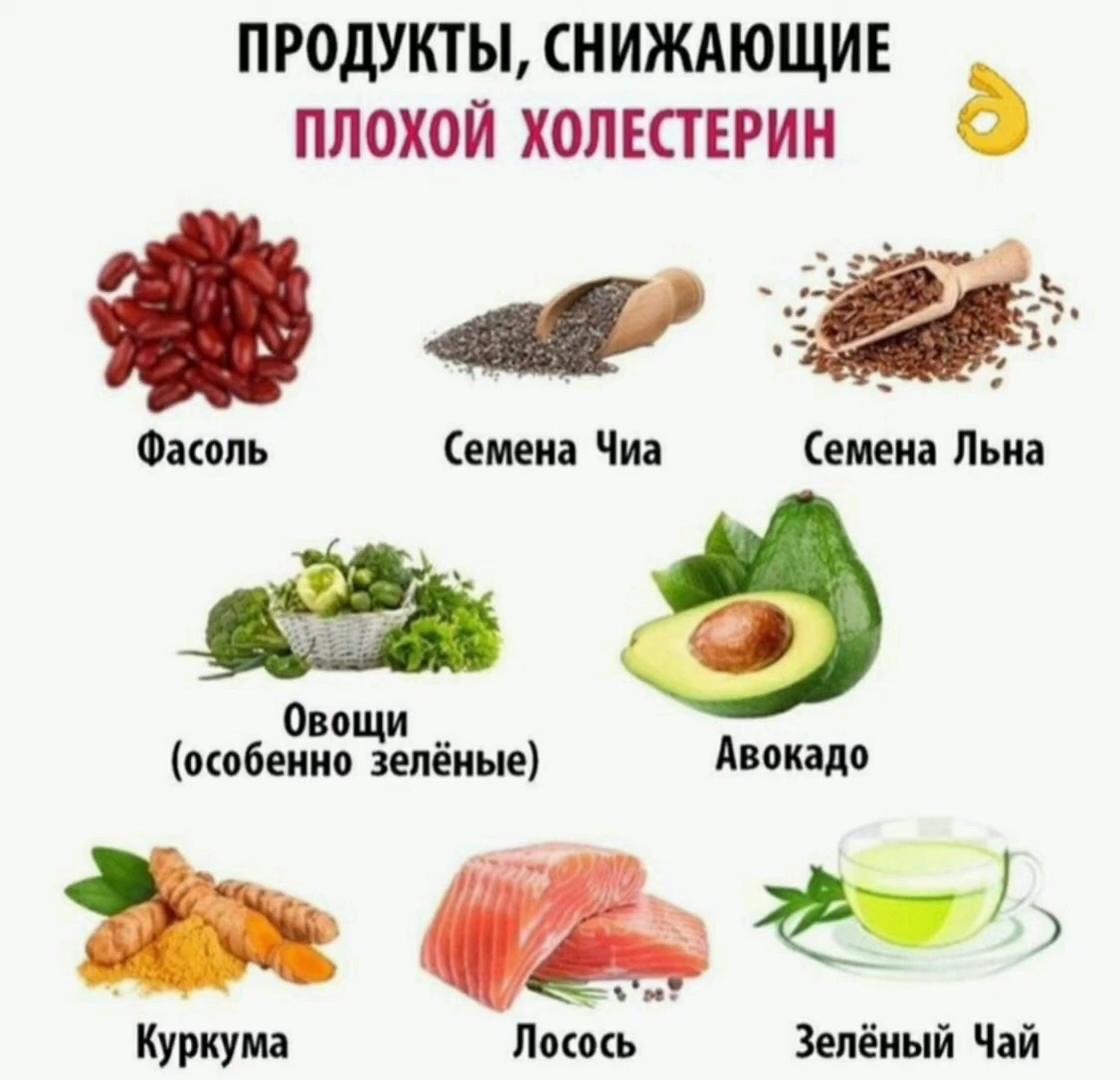 ПРОДУКТЫ, СНИЖАЮЩИЕ
ПЛОХОЙ ХОЛЕСТЕРИН
Фасоль
Семена Чиа
Семена Льна
Овощи
(особенно зелёные)
Авокадо
Куркума
Лосось
Зелёный Чай